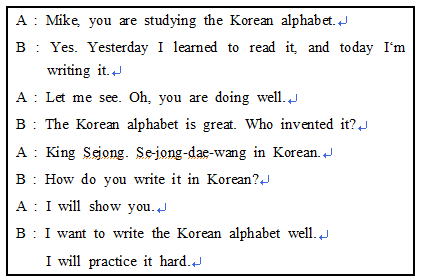 A : Mike, you are studying the Korean alphabet.
B : Yes. Yesterday I learned to read it, and today I'm
writing it.
A : Let me see. Oh, you are doing well.
B : The Korean alphabet is great. Who invented it?
A : King Sejong. Se-jong-dae-wang in Korean.
B : How do you write it in Korean?
A : I will show you.
B : I want to write the Korean alphabet well.
I will practice it hard.